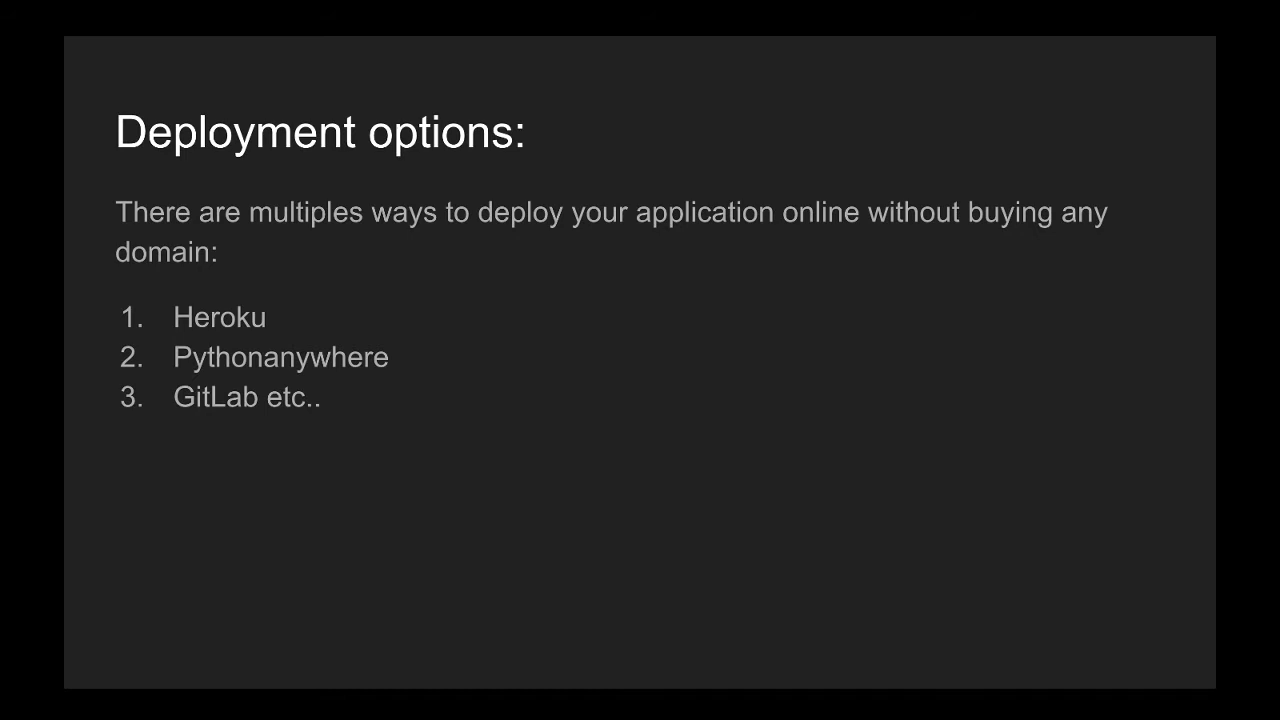 Deployment options:
There are multiples ways to deploy your application online without buying any
domain:
1. Heroku
2. Pythonanywhere
3. GitLab etc..